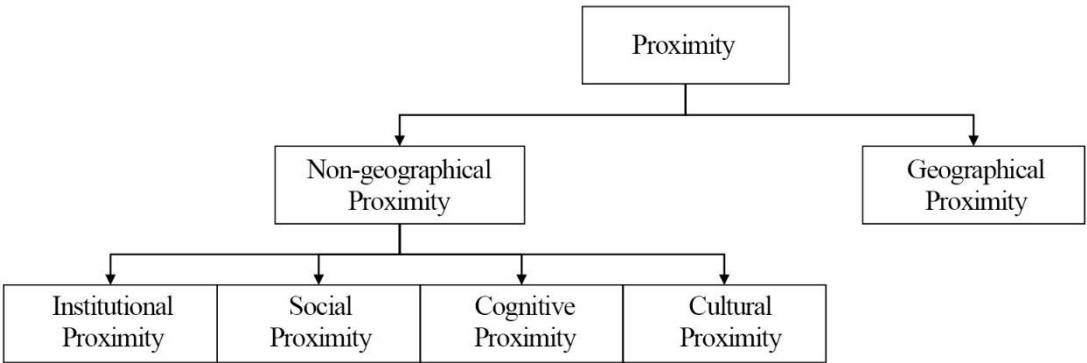 Proximity
Non-geographical
Proximity
Geographical
Proximity
Institutional
Proximity
Social
Proximity
Cognitive
Proximity
Cultural
Proximity